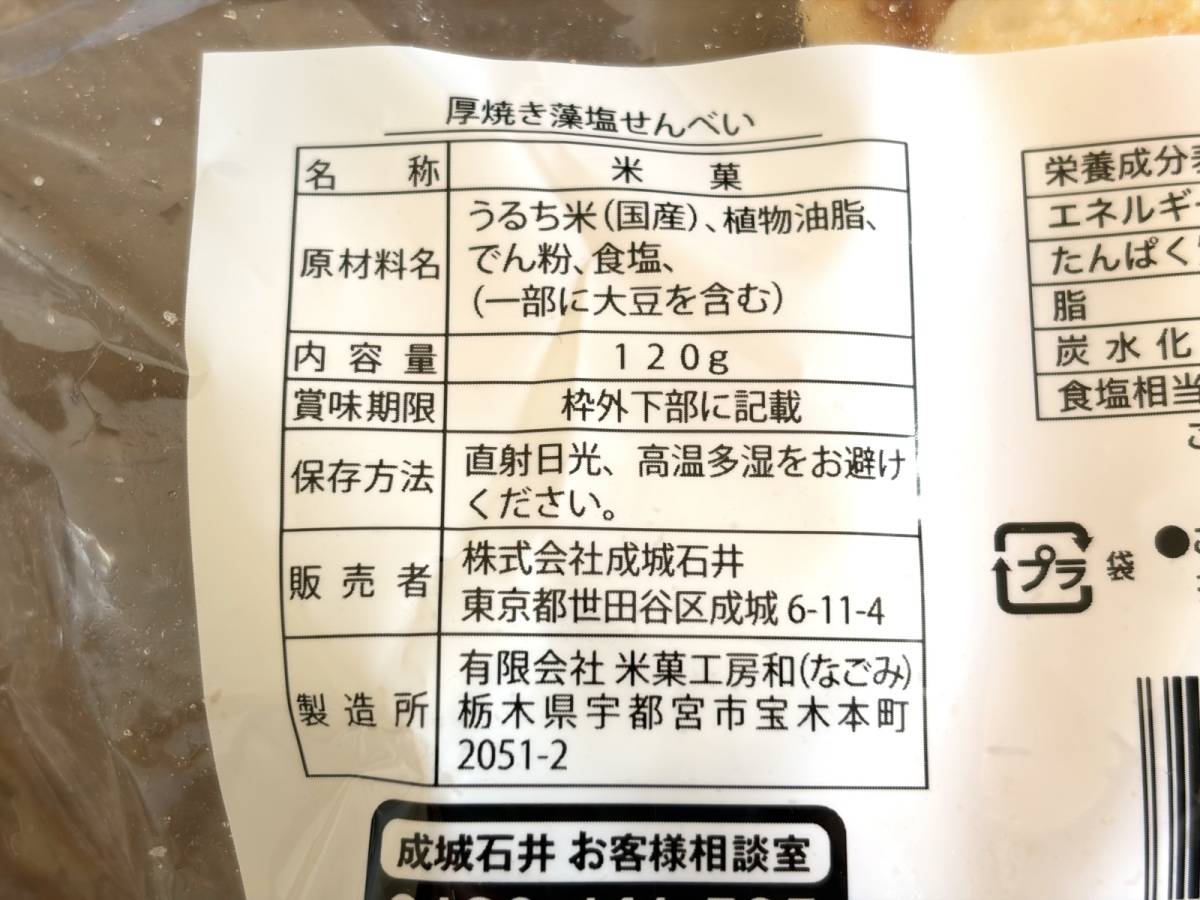 厚焼き藻塩せんべい
名称 米菓
原材料名
うるち米(国産)、植物油脂、
でん粉、食塩、
(一部に大豆を含む)
内容量 120g
賞味期限 枠外下部に記載
保存方法
直射日光、高温多湿をお避け
ください。
販売者
株式会社成城石井
東京都世田谷区成城6-11-4
製造所
有限会社 米菓工房和(なごみ)
栃木県宇都宮市宝木本町
2051-2
成城石井 お客様相談室
栄養成分
エネルギ
たんぱく
脂
炭水化
食塩相当
プラ 袋